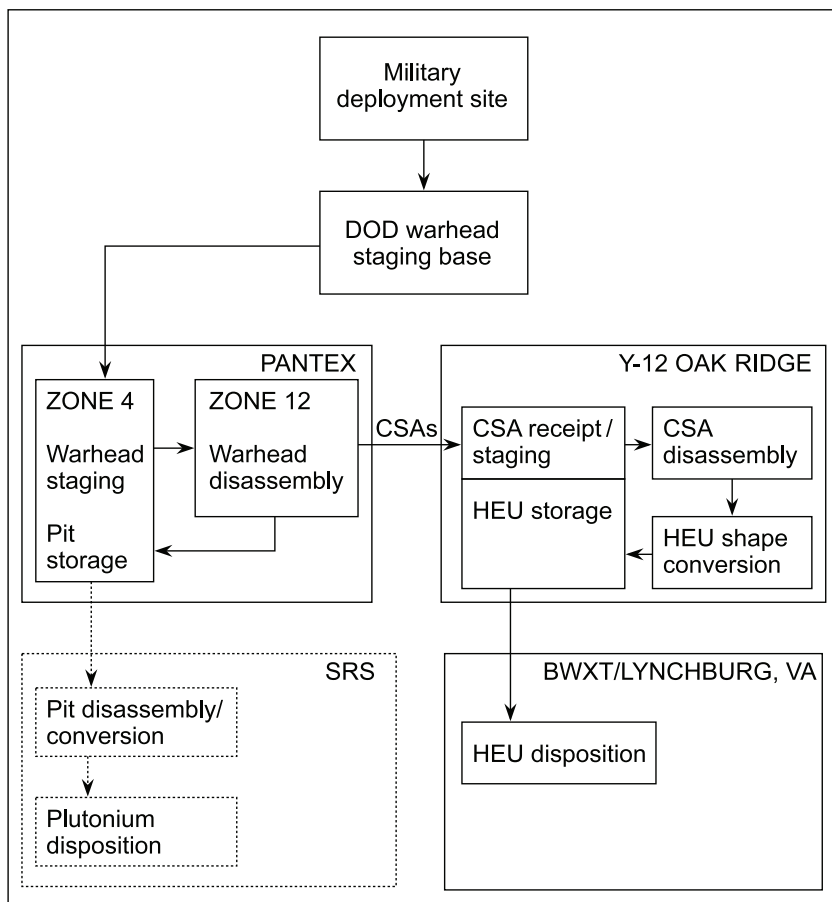 Military
deployment site
DOD warhead
staging base
PANTEX
ZONE 4
Warhead
staging
Pit
storage
ZONE 12
Warhead
disassembly
CSAs
Y-12 OAK RIDGE
CSA receipt/
staging
HEU storage
CSA
disassembly
HEU shape
conversion
SRS
Pit disassembly/
conversion
Plutonium
disposition
BWXT/LYNCHBURG, VA
HEU disposition